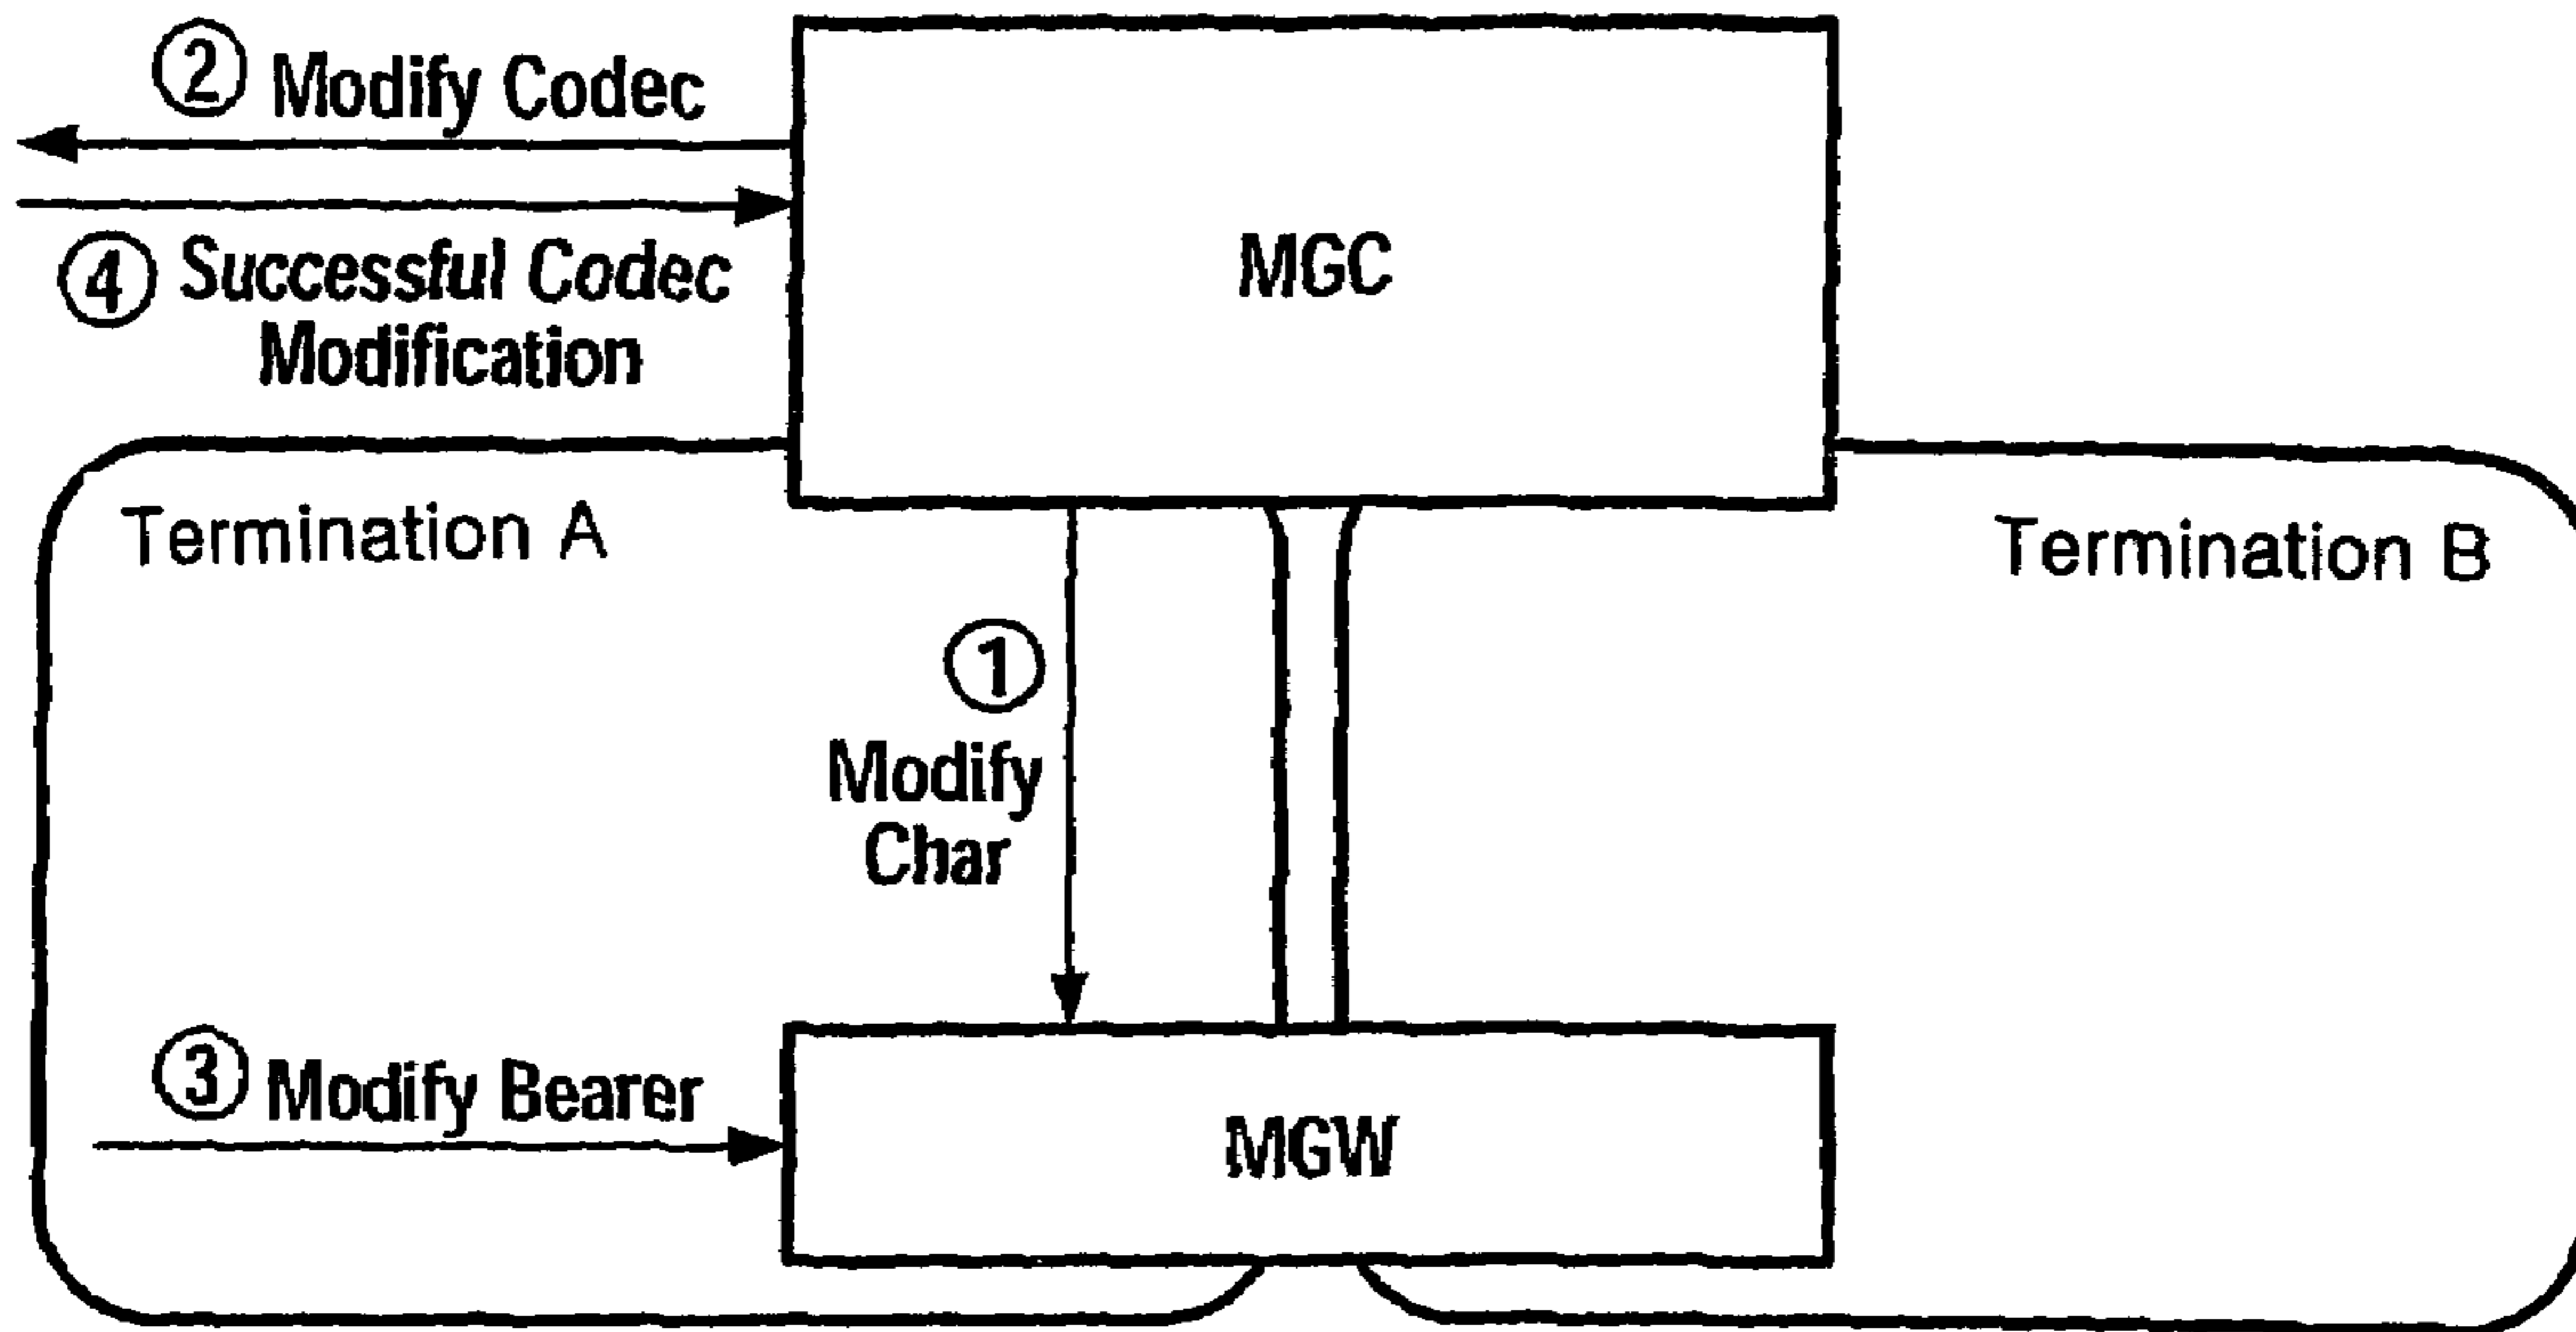 ② Modify Codec
④ Successful Codec
Modification
MGC
Termination A
Termination B
①
Modify
Char
③ Modify Bearer
MGW